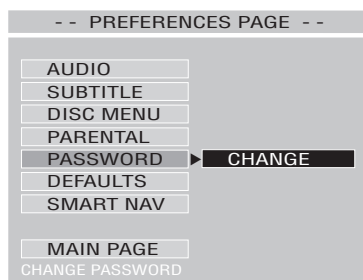 - - PREFERENCES PAGE - -
AUDIO
SUBTITLE
DISC MENU
PARENTAL
PASSWORD CHANGE
DEFAULTS
SMART NAV
MAIN PAGE
CHANGE PASSWORD